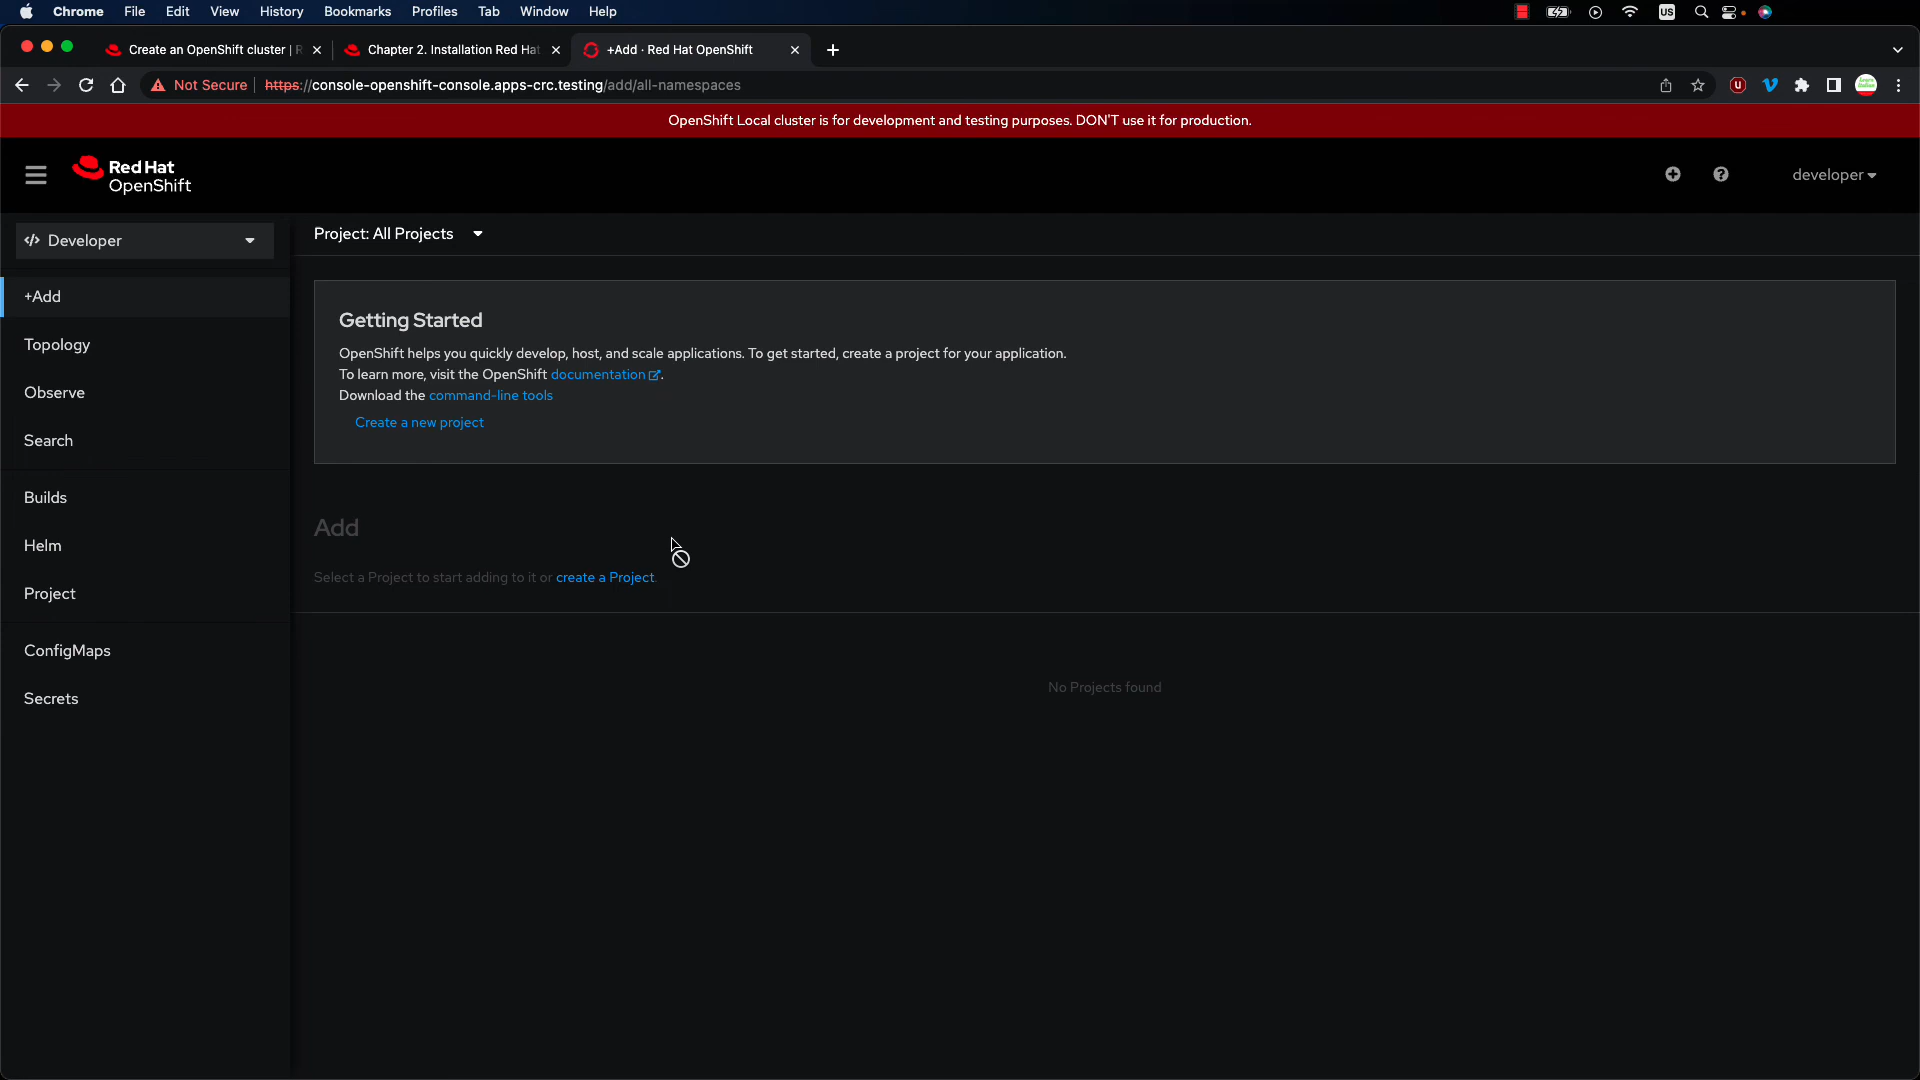 Chrome File Edit View History Bookmarks Profiles Tab Window Help
US
Create an OpenShift cluster | R
Chapter 2. Installation Red Hat
+Add · Red Hat OpenShift
Not Secure
https://console-openshift-console.apps-crc.testing/add/all-namespaces
OpenShift Local cluster is for development and testing purposes. DON'T use it for production.
Red Hat
OpenShift
developer
Developer
Project: All Projects
+Add
Topology
Observe
Search
Builds
Helm
Project
ConfigMaps
Secrets
Getting Started
OpenShift helps you quickly develop, host, and scale applications. To get started, create a project for your application.
To learn more, visit the OpenShift documentation.
Download the command-line tools
Create a new project
Add
Select a Project to start adding to it or create a Project.
No Projects found